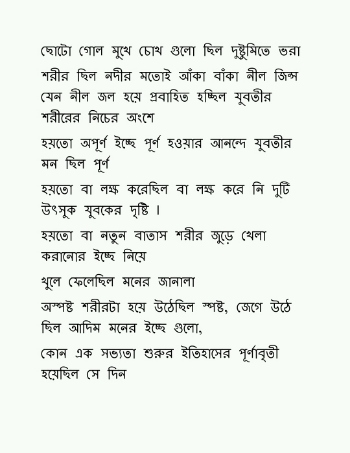 ছোটো গোল মুখে চোখ গুলো ছিল দুষ্টুমিতে ভরা
শরীর ছিল নদীর মতোই আঁকা বাঁকা নীল জিন্স
যেন নীল জল হয়ে প্রবাহিত হচ্ছিল যুবতীর
শরীরের নিচের অংশে
হয়তো অপূর্ণ ইচ্ছে পূর্ণ হওয়ার আনন্দে যুবতীর
মন ছিল পূর্ণ
হয়তো বা লক্ষ করেছিল বা লক্ষ করে নি দুটি
উৎসুক যুবকের দৃষ্টি ।
হয়তো বা নতুন বাতাস শরীর জুড়ে খেলা
করানোর ইচ্ছে নিয়ে
খুলে ফেলেছিল মনের জানালা
অস্পষ্ট শরীরটা হয়ে উঠেছিল স্পষ্ট, জেগে উঠে
ছিল আদিম মনের ইচ্ছে গুলো,
কোন এক সভ্যতা শুরুর ইতিহাসের পূর্ণাবৃতী
হয়েছিল সে দিন